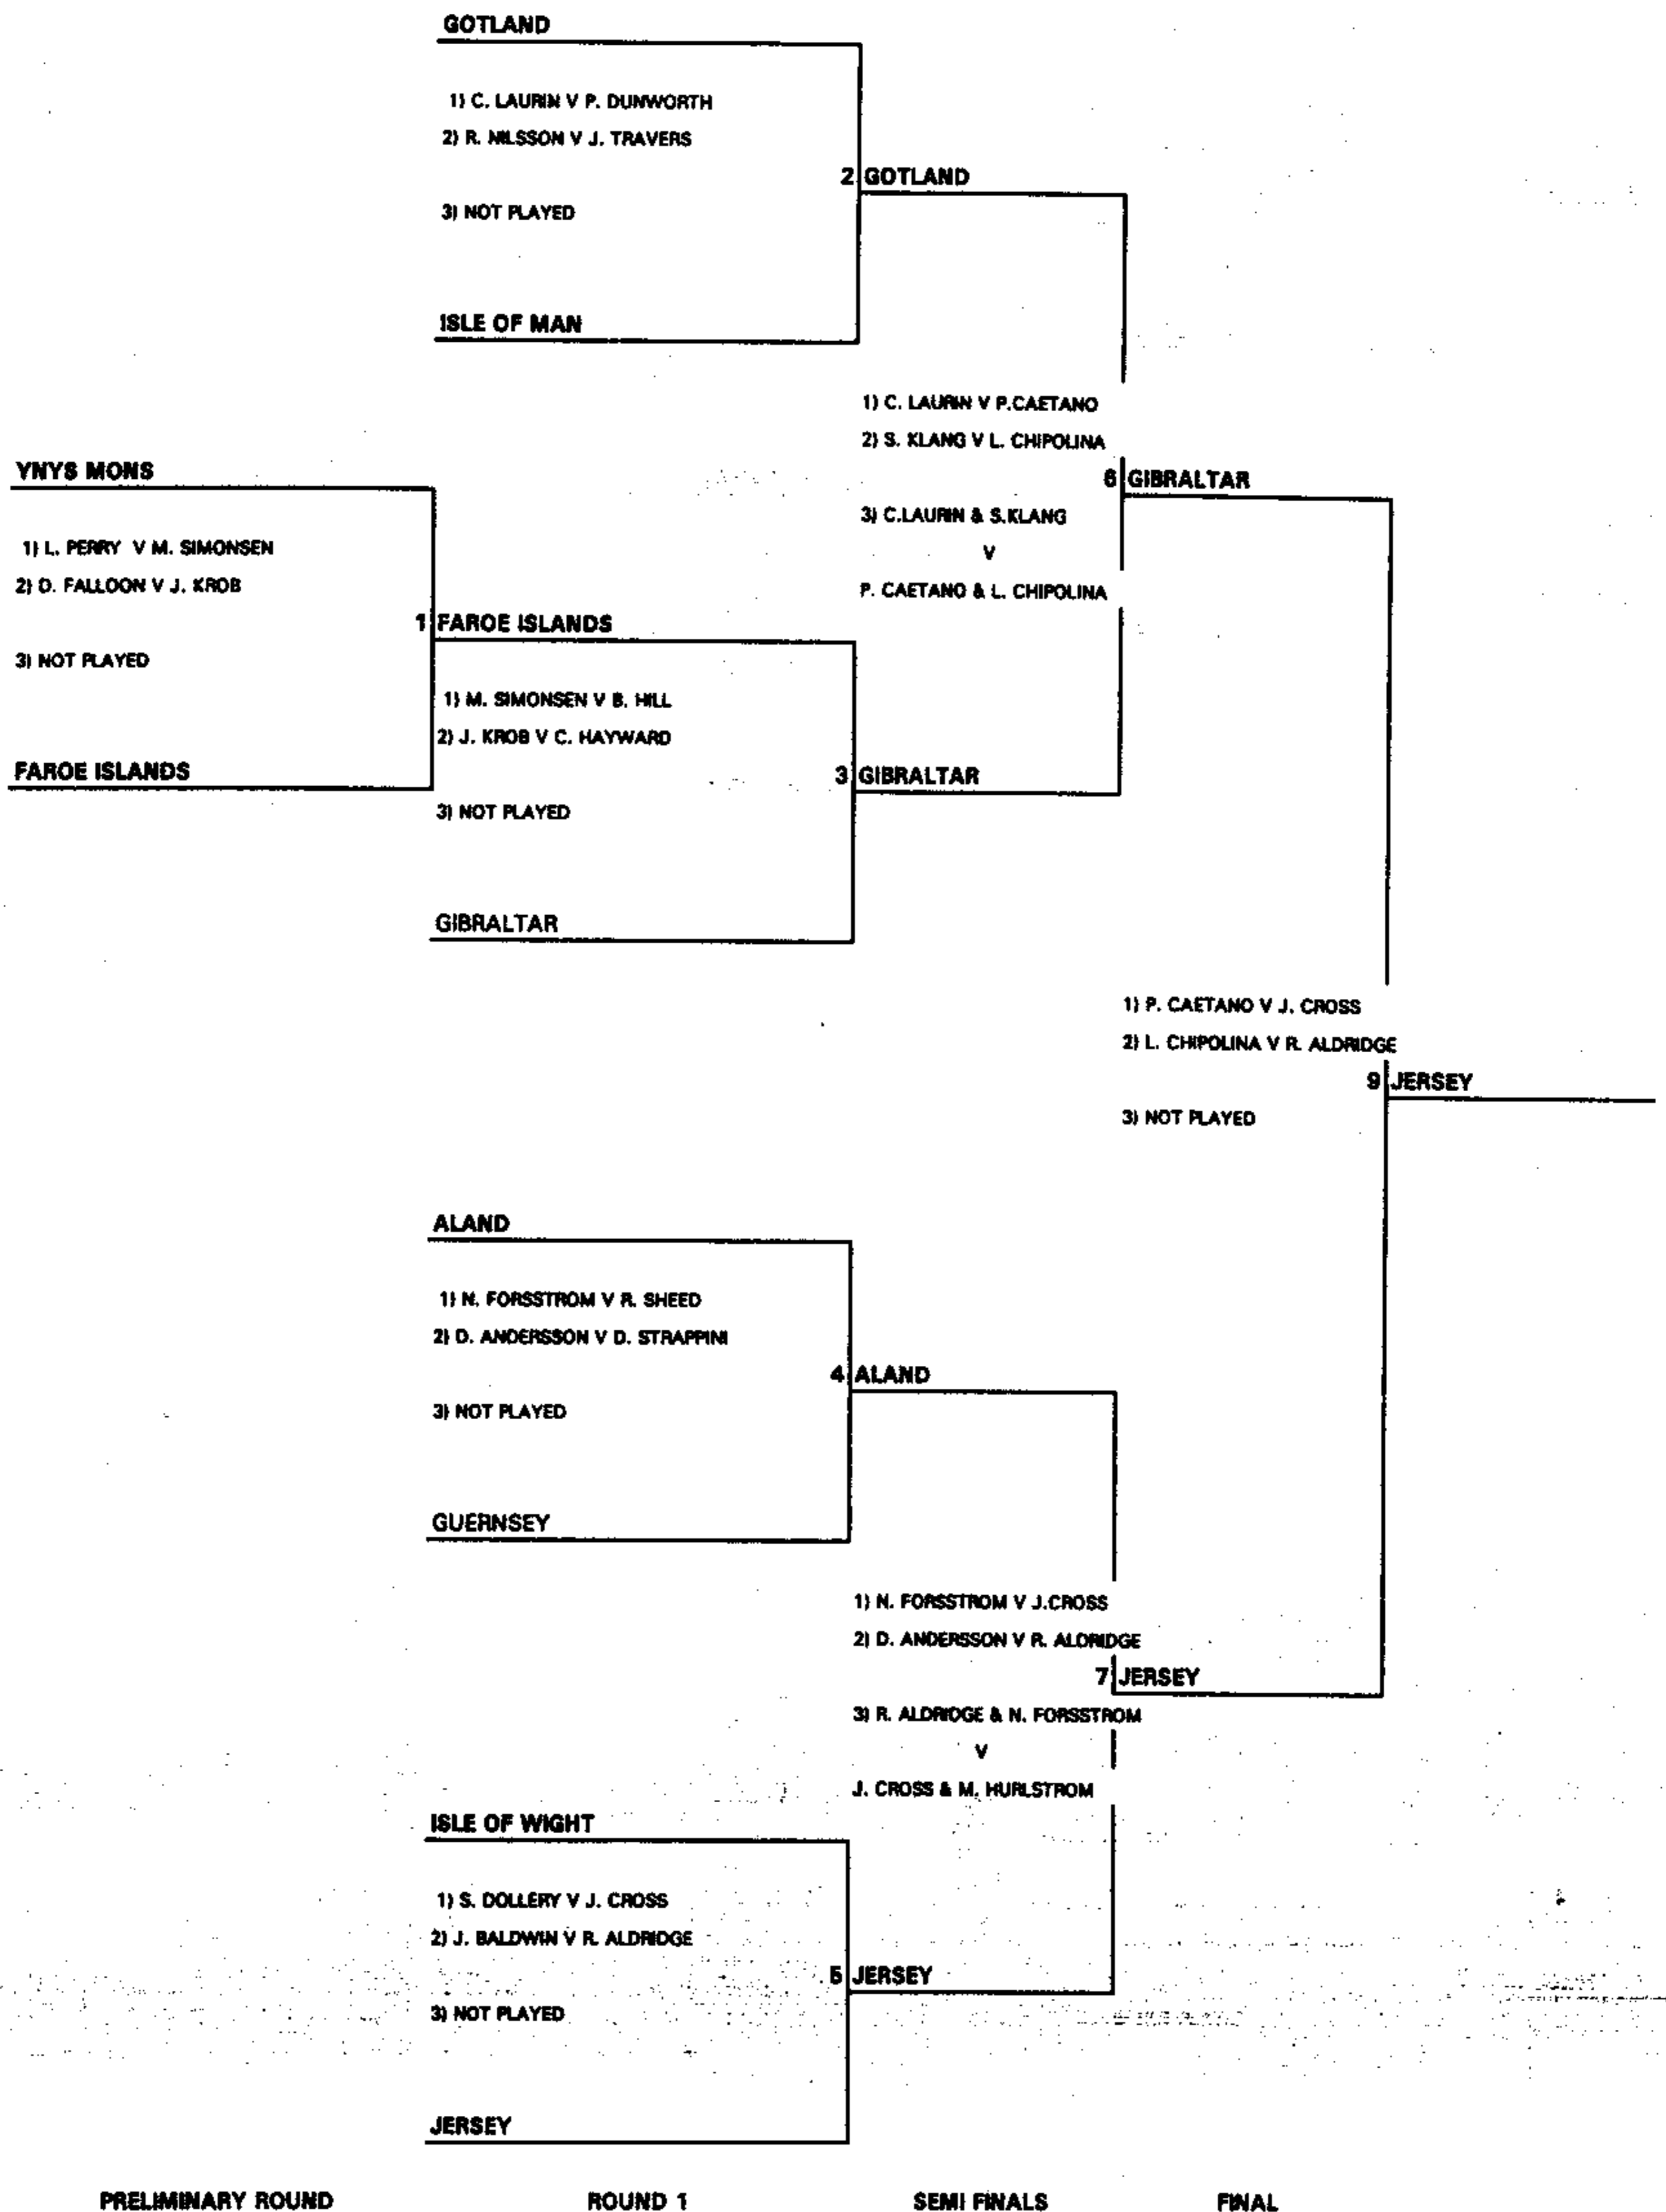 GOTLAND
1) C. LAURIN V P. DUNWORTH
2) R. NILSSON V J. TRAVERS
2 GOTLAND
3) NOT PLAYED
ISLE OF MAN
1) C. LAURIN V P.CAETANO
2) S. KLANG V L. CHIPOLINA
YNYS MONS
6 GIBRALTAR
3) C.LAURIN & S.KLANG
V
P. CAETANO & L. CHIPOLINA
1) L. PERRY V M. SIMONSEN
2) D. FALLOON V J. KROB
1 FAROE ISLANDS
3) NOT PLAYED
1) M. SIMONSEN V B. HILL
2) J. KROB V C. HAYWARD
FAROE ISLANDS
3 GIBRALTAR
3) NOT PLAYED
GIBRALTAR
1) P. CAETANO V J. CROSS
2) L. CHIPOLINA V R. ALDRIDGE
9 JERSEY
3) NOT PLAYED
ALAND
1) N. FORSSTROM V R. SHEED
2) D. ANDERSSON V D. STRAPPINI
4 ALAND
3) NOT PLAYED
GUERNSEY
1) N. FORSSTROM V J.CROSS
2) D. ANDERSSON V R. ALDRIDGE
7 JERSEY
3) R. ALDRIDGE & N. FORSSTROM
V
J. CROSS & M. HURLSTROM
ISLE OF WIGHT
1) S. DOLLERY V J. CROSS
2) J. BALDWIN V R. ALDRIDGE
5 JERSEY
3) NOT PLAYED
JERSEY
PRELIMINARY ROUND
ROUND 1
SEMI FINALS
FINAL